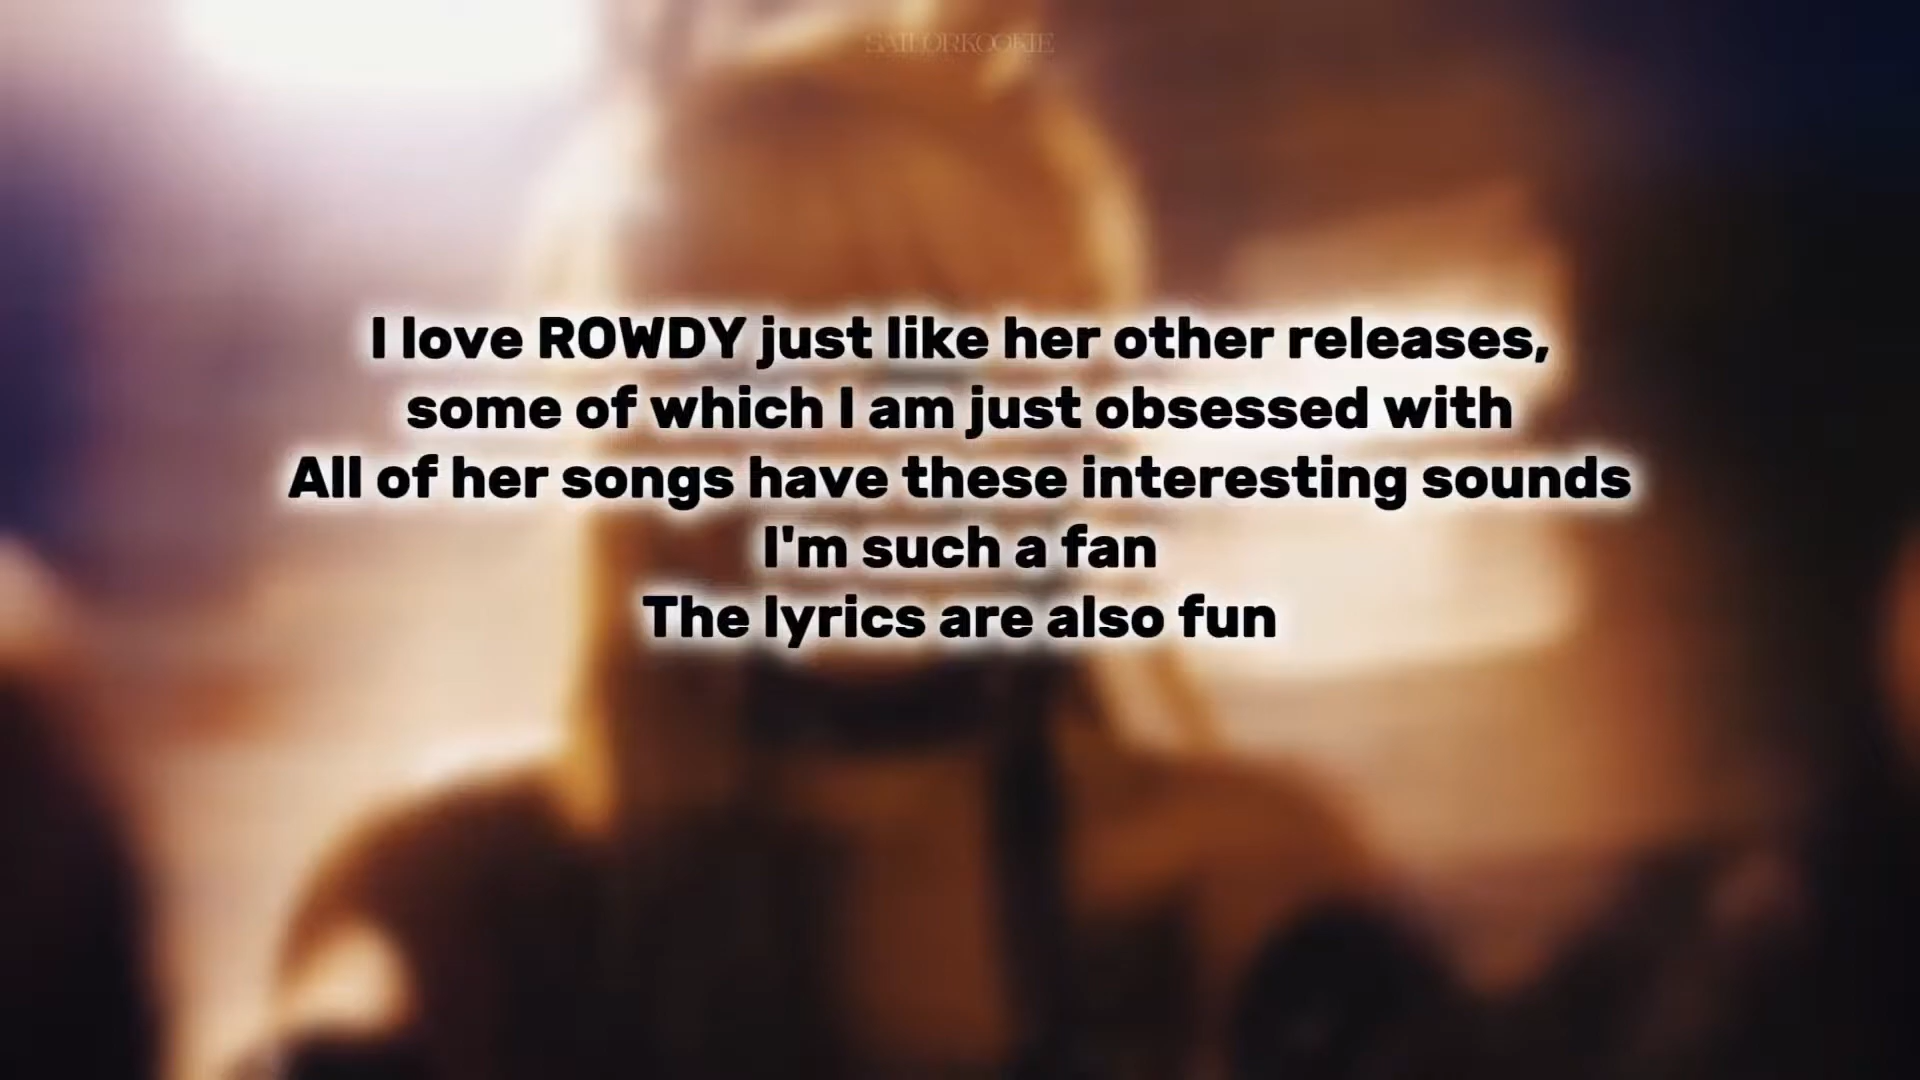 SAILORKOOKIE
I love ROWDY just like her other releases,
some of which I am just obsessed with
All of her songs have these interesting sounds
I'm such a fan
The lyrics are also fun